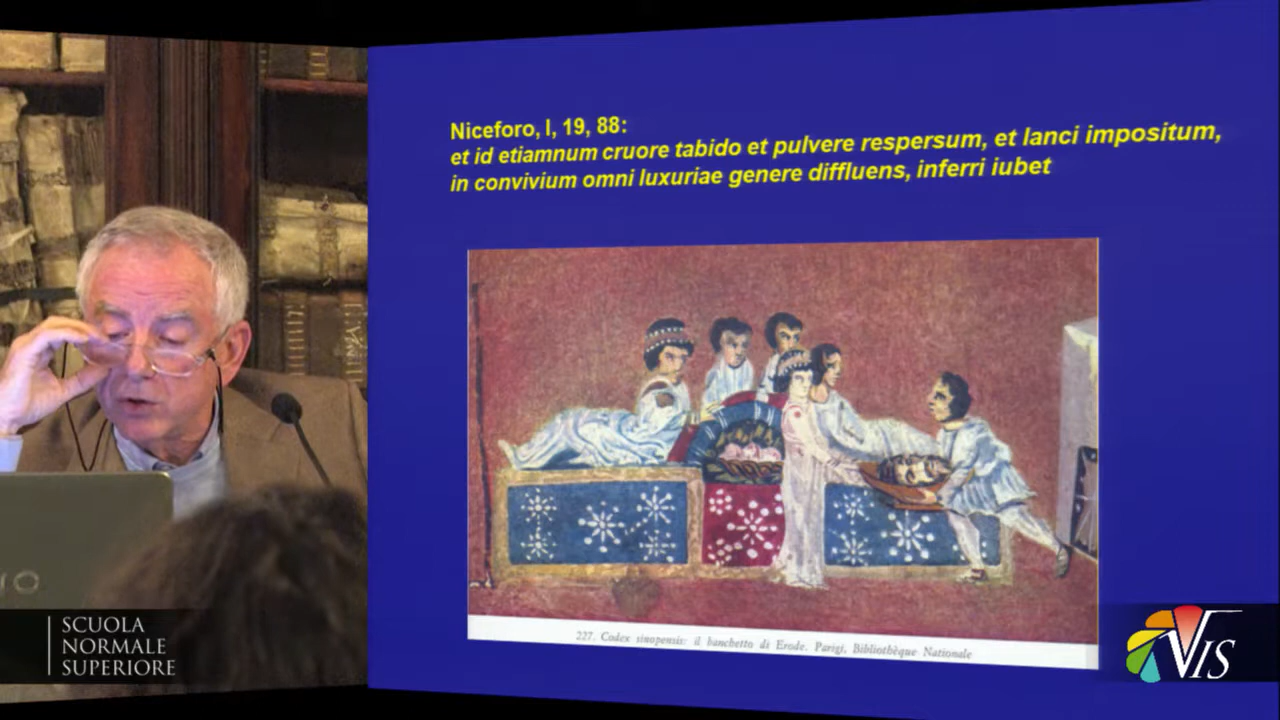 Niceforo, I, 19, 88:
et id etiamnum cruore tabido et pulvere respersum, et lanci impositum,
in convivium omni luxuriae genere diffluens, inferri iubet
227. Codex sinopensis: il banchetto di Erode. Parigi, Bibliothèque Nationale
SCUOLA
NORMALE
SUPERIORE
VIS